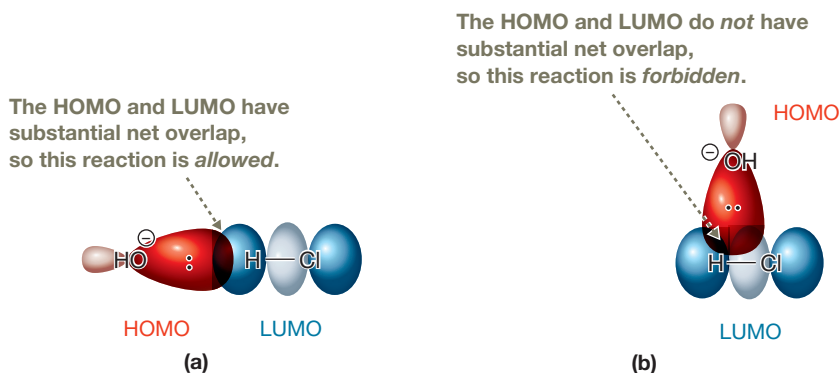 The HOMO and LUMO have
substantial net overlap,
so this reaction is allowed.
HO
−
:
H
Cl
HOMO
LUMO
(a)
The HOMO and LUMO do not have
substantial net overlap,
so this reaction is forbidden.
HOMO
−
OH
..
H
Cl
LUMO
(b)